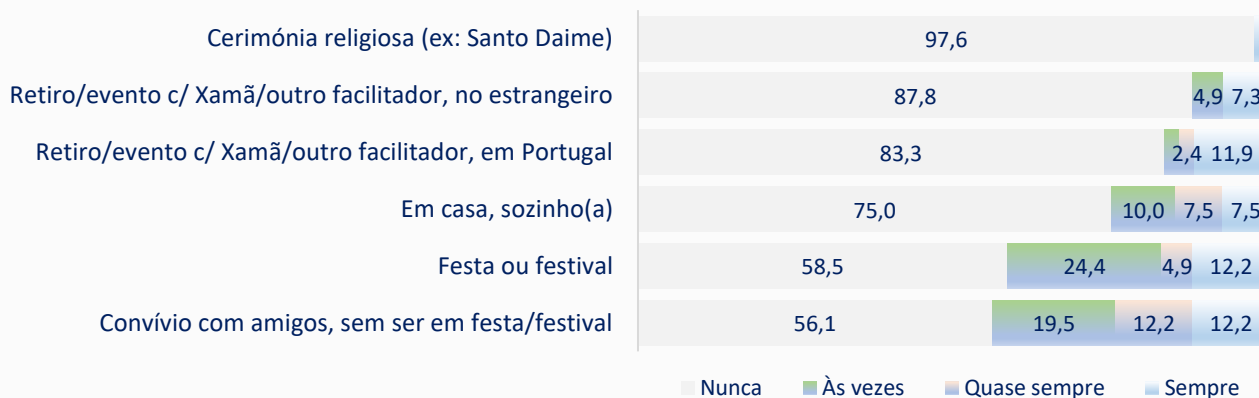 Cerimónia religiosa (ex: Santo Daime) 97,6
Retiro/evento c/ Xamã/outro facilitador, no estrangeiro 87,8 4,9 7,3
Retiro/evento c/ Xamã/outro facilitador, em Portugal 83,3 2,4 11,9
Em casa, sozinho(a) 75,0 10,0 7,5 7,5
Festa ou festival 58,5 24,4 4,9 12,2
Convívio com amigos, sem ser em festa/festival 56,1 19,5 12,2 12,2
Nunca Às vezes Quase sempre Sempre